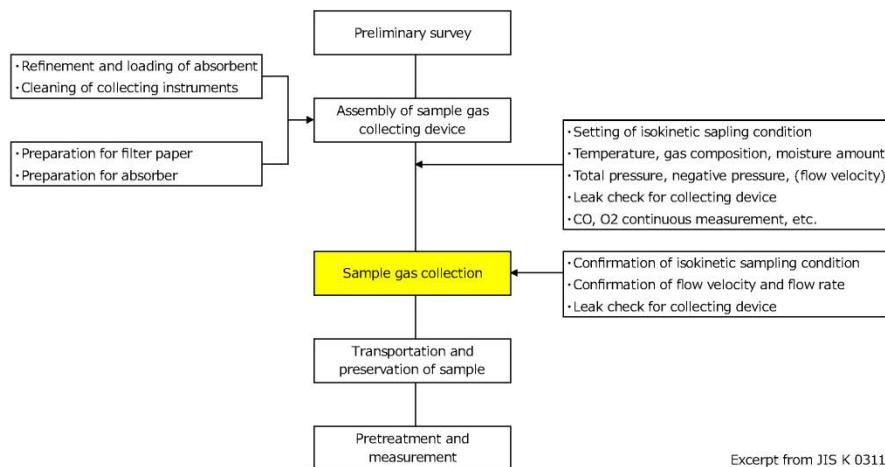 Preliminary survey
・Refinement and loading of absorbent
・Cleaning of collecting instruments
Assembly of sample gas
collecting device
・Preparation for filter paper
・Preparation for absorber
・Setting of isokinetic sapling condition
・Temperature, gas composition, moisture amount
・Total pressure, negative pressure, (flow velocity)
・Leak check for collecting device
・CO, O2 continuous measurement, etc.
Sample gas collection
・Confirmation of isokinetic sampling condition
・Confirmation of flow velocity and flow rate
・Leak check for collecting device
Transportation and
preservation of sample
Pretreatment and
measurement
Excerpt from JIS K 0311